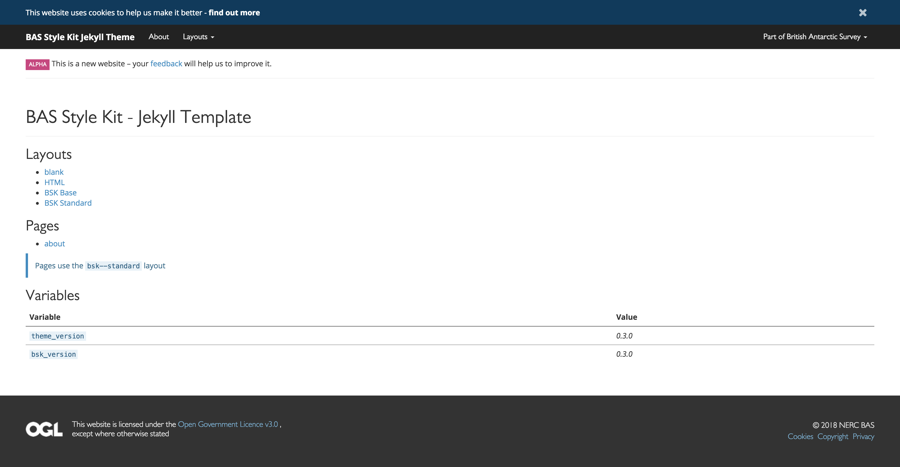 This website uses cookies to help us make it better - find out more
BAS Style Kit Jekyll Theme About Layouts Part of British Antarctic Survey
ALPHA This is a new website – your feedback will help us to improve it.
BAS Style Kit - Jekyll Template
Layouts
blank
HTML
BSK Base
BSK Standard
Pages
about
Pages use the bsk--standard layout
Variables
Variable Value
theme_version 0.3.0
bsk_version 0.3.0
OGL
This website is licensed under the Open Government Licence v3.0 ,
except where otherwise stated
© 2018 NERC BAS
Cookies Copyright Privacy